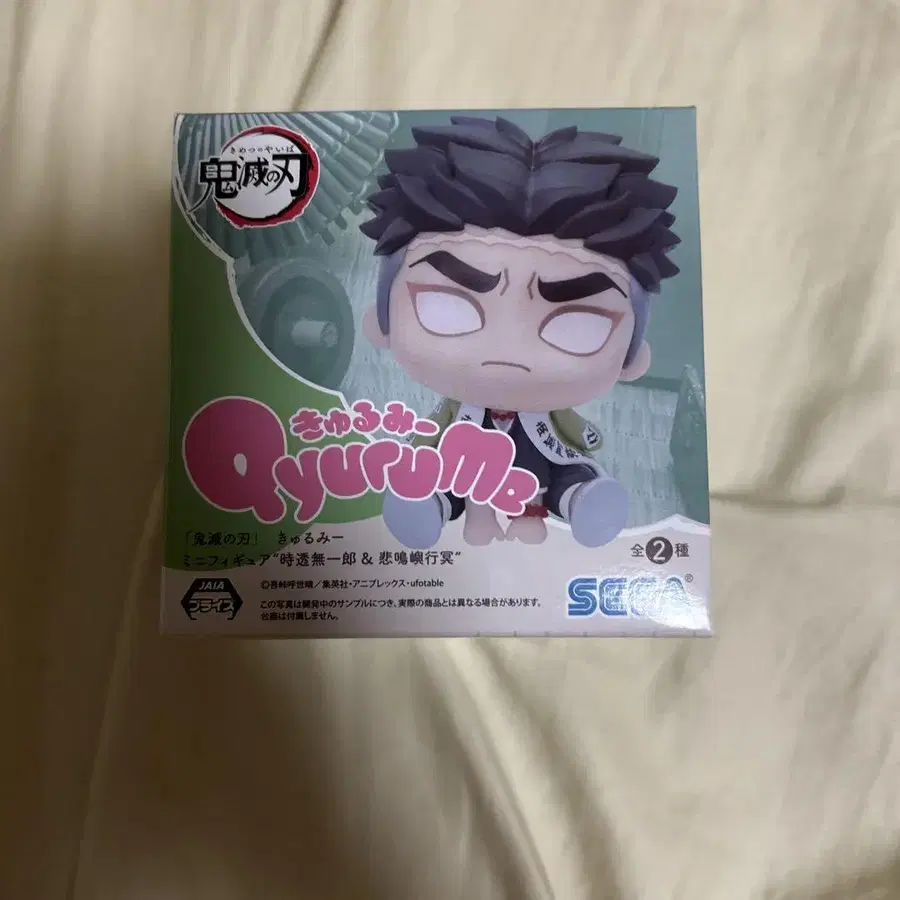 きめつのやいば
鬼滅の刃
きゅるみー
QyuruMe
「鬼滅の刃」 きゅるみー
ミニフィギュア“時透無一郎 & 悲鳴嶼行冥”
全2種
JAIA
プライズ
©吾峠呼世晴／集英社・アニプレックス・ufotable
この写真は開発中のサンプルにつき、実際の商品とは異なる場合があります。
台座は付属しません。
SEGA®